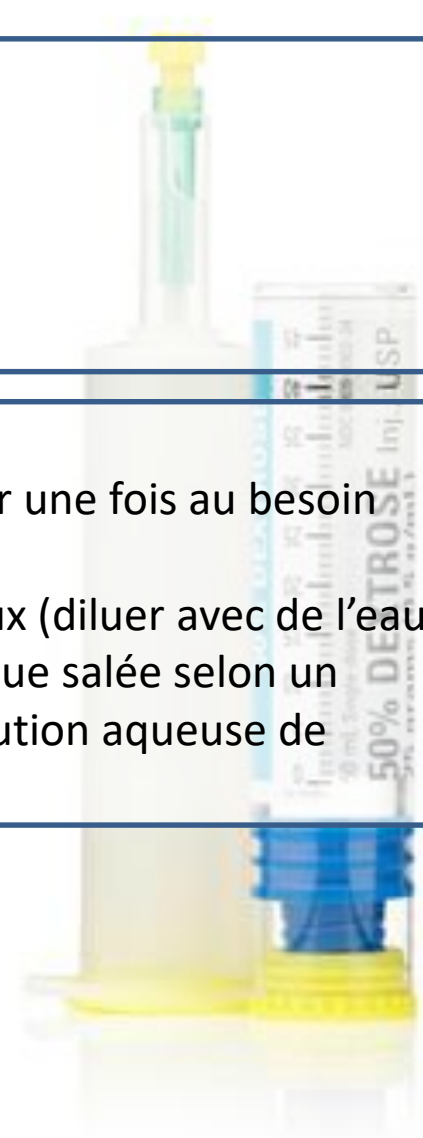 r une fois au besoin
ux (diluer avec de l’eau
ue salée selon un
ution aqueuse de
50% DEXTROSE Inj., USP